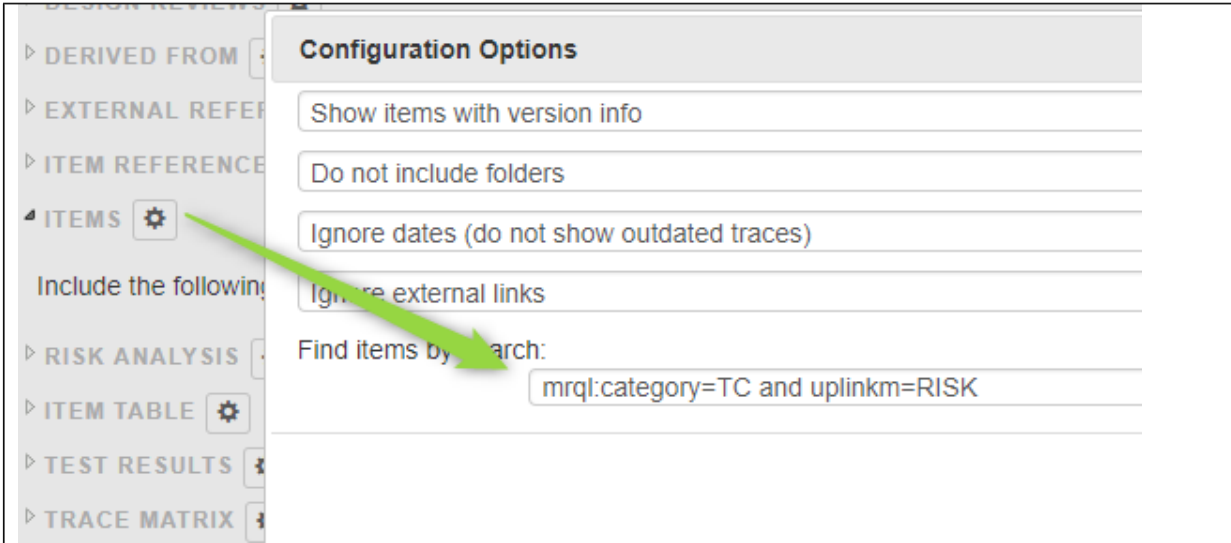 DESIGN REVIEWS
DERIVED FROM
EXTERNAL
ITEM REFERENCE
ITEMS
Include the following
RISK ANALYSIS
ITEM TABLE
TEST RESULTS
TRACE MATRIX
Configuration Options
Show items with version info
Do not include folders
Ignore dates (do not show outdated traces)
Ignore external links
Find items by
mrql:category=TC and uplinkm=RISK